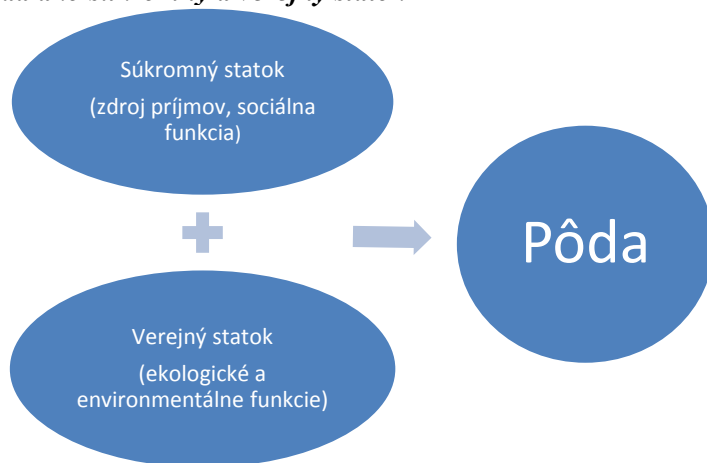 Súkromný statok
(zdroj príjmov, sociálna
funkcia)
Pôda
Verejný statok
(ekologické a
environmentálne funkcie)